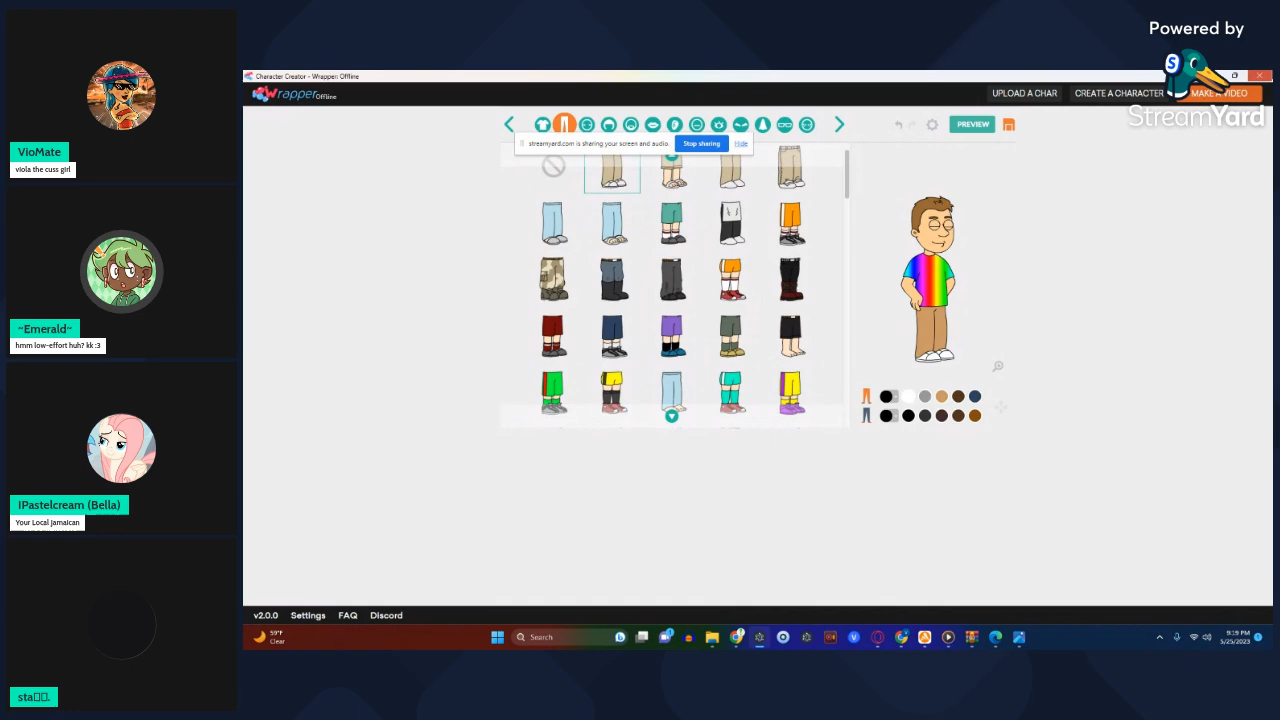 Powered by
StreamYard
VioMate
viola the cuss girl
~Emerald~
hmm low-effort huh? kk :3
IPastelcream (Bella)
Your Local Jamaican
sta▯▯.
Character Creator - Wrapper: Offline
Wrapper Offline
UPLOAD A CHAR
CREATE A CHARACTER
MAKE A VIDEO
PREVIEW
streamyard.com is sharing your screen and audio.
Stop sharing
Hide
v2.0.0
Settings
FAQ
Discord
59°F
Clear
Search
9:19 PM
5/25/2023